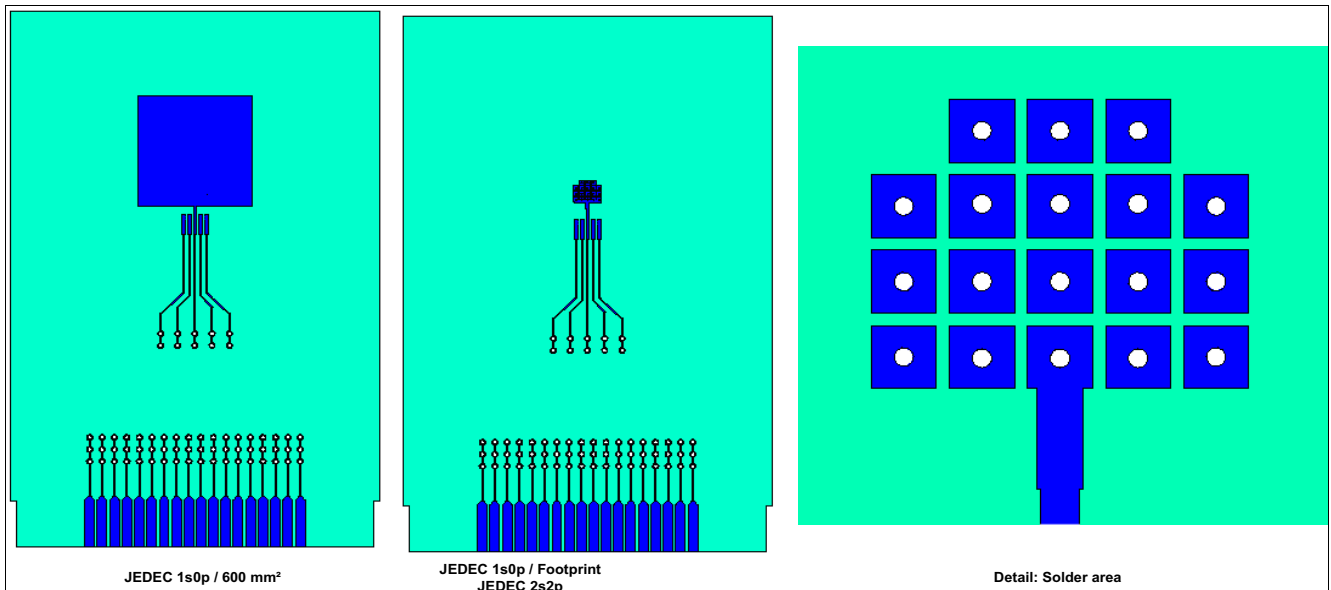 JEDEC 1s0p / 600 mm²
JEDEC 1s0p / Footprint
JEDEC 2s2p
Detail: Solder area